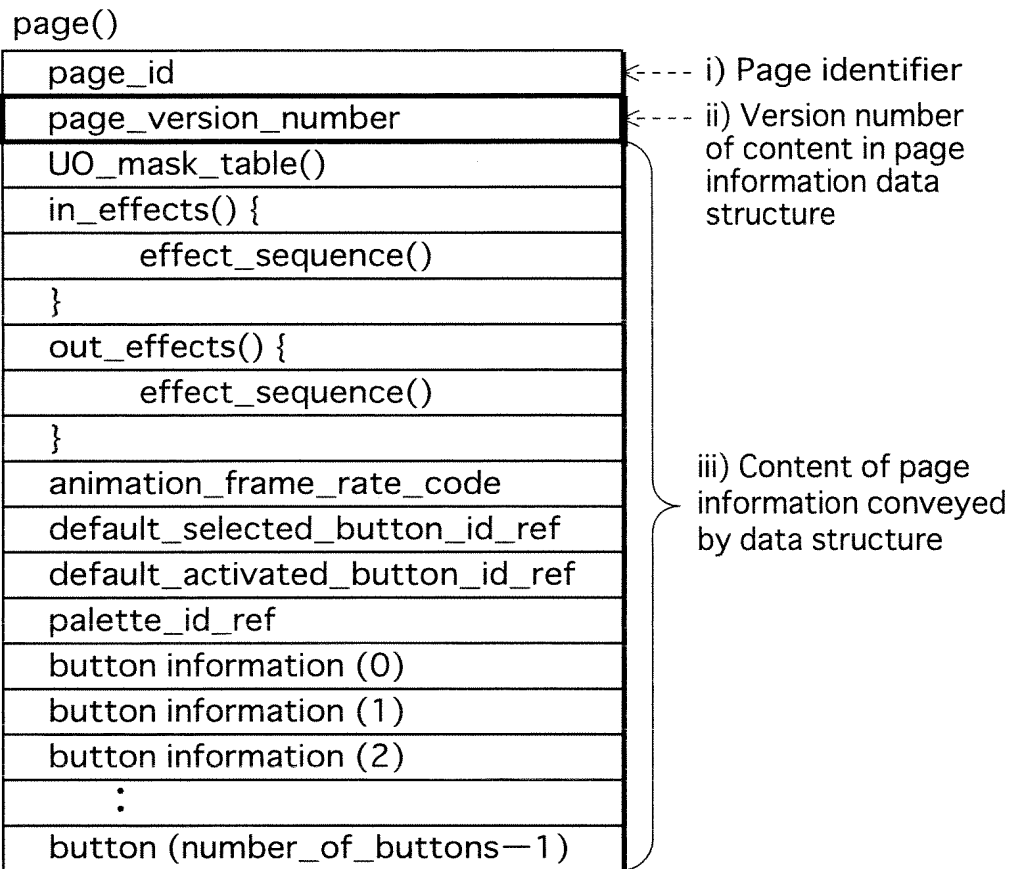 page()
page_id
i) Page identifier
page_version_number
ii) Version number
of content in page
information data
structure
UO_mask_table()
in_effects() {
effect_sequence()
}
out_effects() {
effect_sequence()
}
animation_frame_rate_code
default_selected_button_id_ref
default_activated_button_id_ref
palette_id_ref
button information (0)
button information (1)
button information (2)
:
button (number_of_buttons—1)
iii) Content of page
information conveyed
by data structure